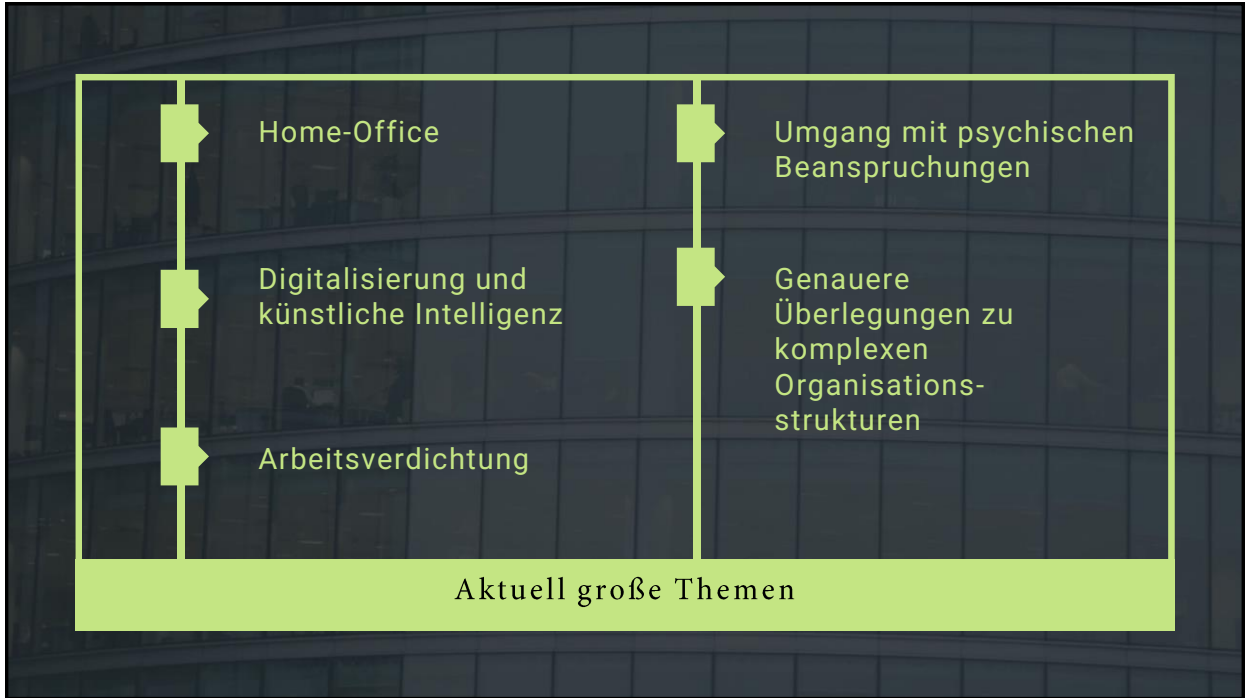 Home-Office
Digitalisierung und
künstliche Intelligenz
Arbeitsverdichtung
Umgang mit psychischen
Beanspruchungen
Genauere
Überlegungen zu
komplexen
Organisations-
strukturen
Aktuell große Themen